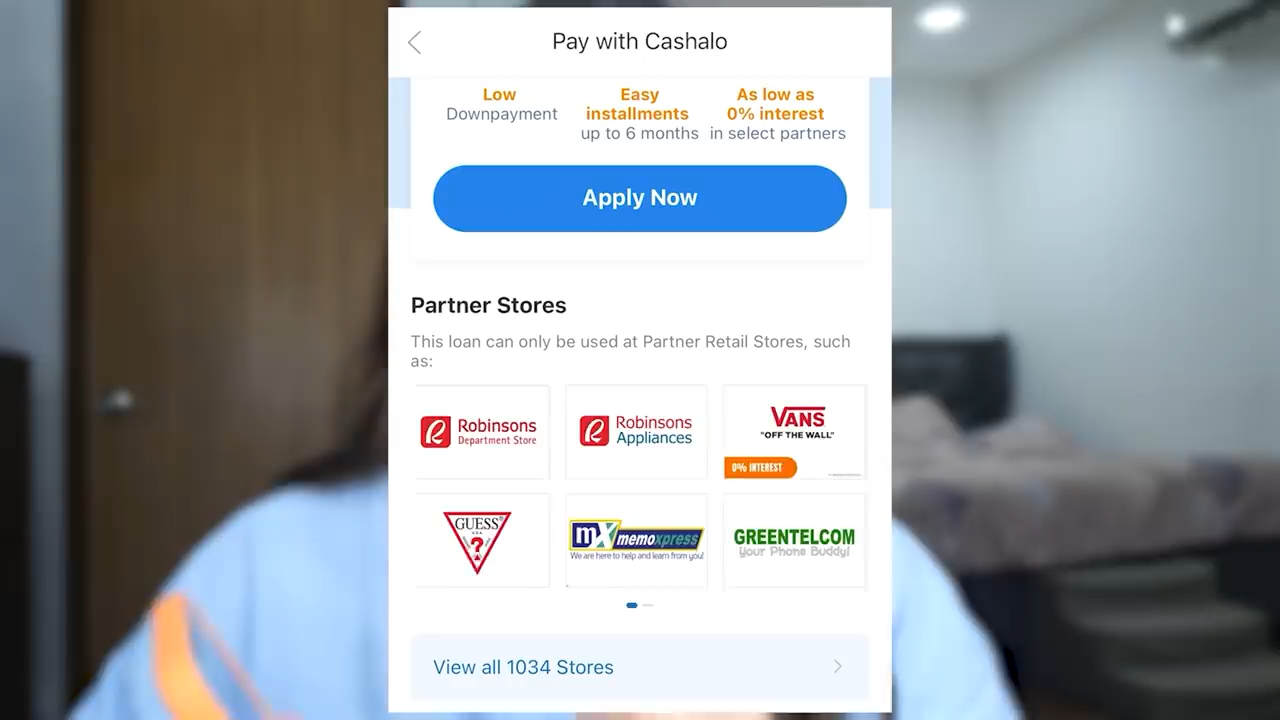 Pay with Cashalo
Low
Downpayment
Easy
installments
up to 6 months
As low as
0% interest
in select partners
Apply Now
Partner Stores
This loan can only be used at Partner Retail Stores, such
as:
Robinsons
Department Store
Robinsons
Appliances
VANS
"OFF THE WALL"
0% INTEREST
GUESS
U.S.A.
?
mx memoxpress
We are here to help and learn from you!
GREENTELCOM
Your Phone Buddy!
View all 1034 Stores